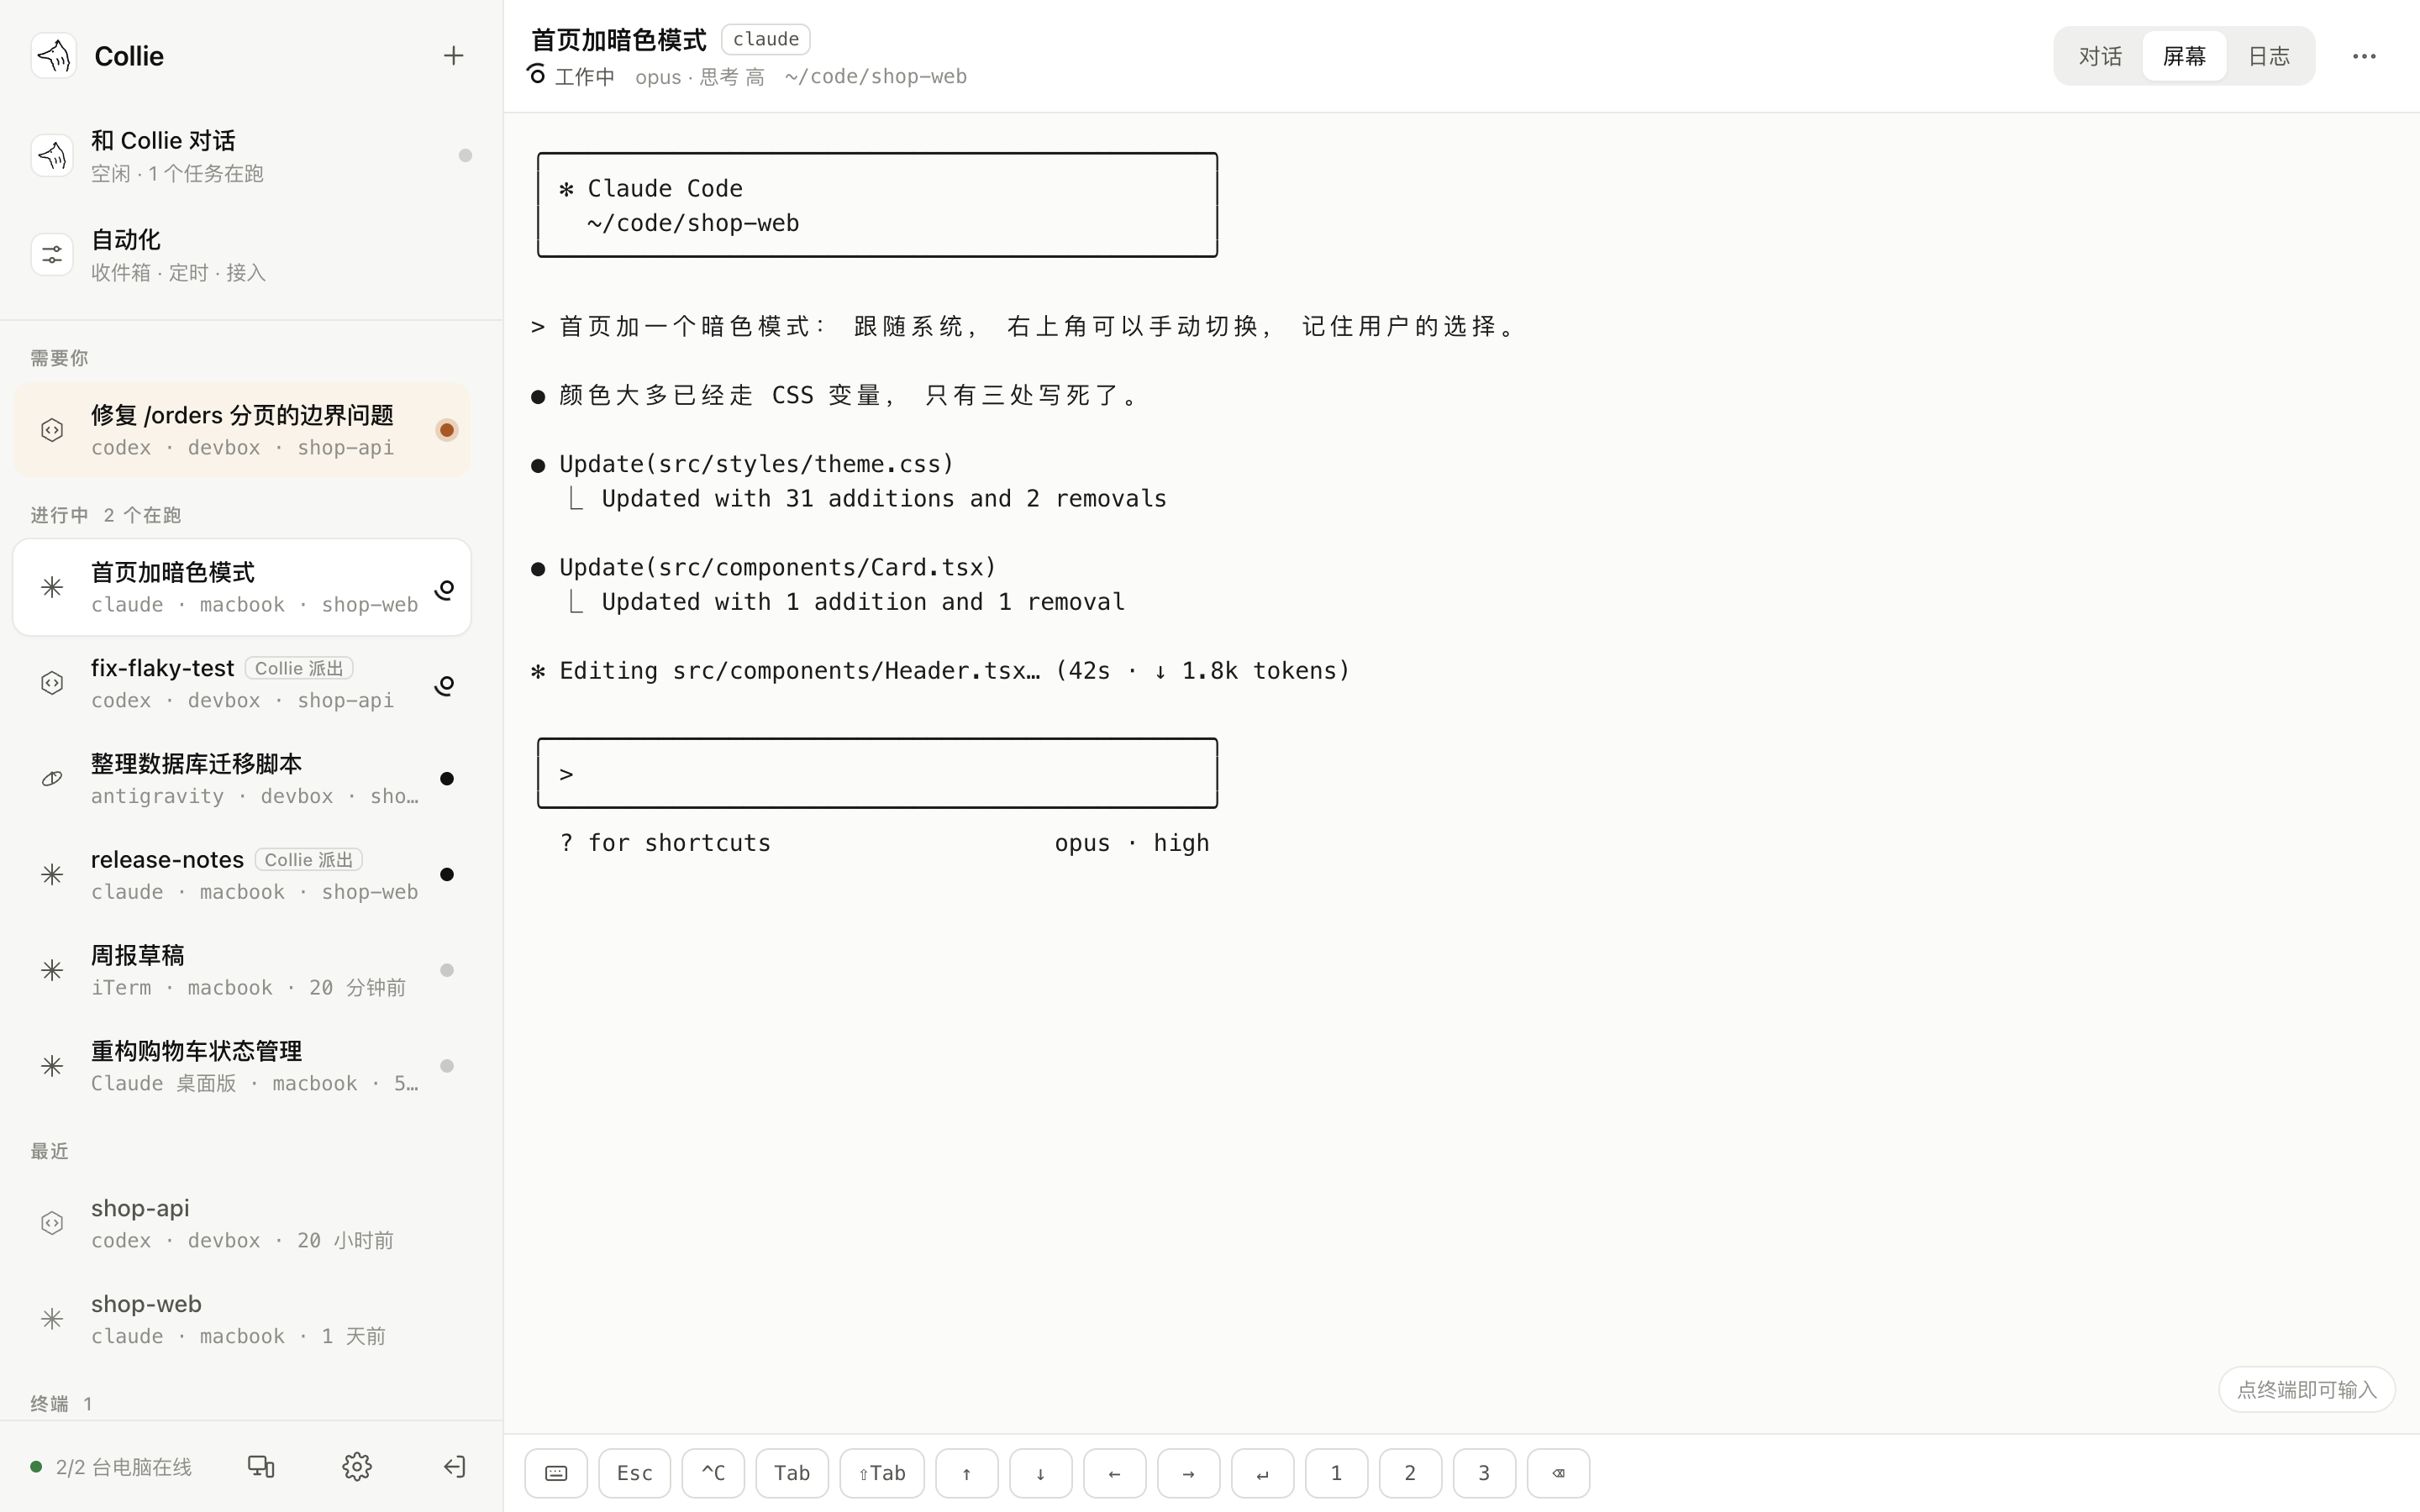 Collie
和 Collie 对话
空闲 · 1 个任务在跑
自动化
收件箱 · 定时 · 接入
需要你
修复 /orders 分页的边界问题
codex · devbox · shop-api
进行中 2 个在跑
首页加暗色模式
claude · macbook · shop-web
fix-flaky-test Collie 派出
codex · devbox · shop-api
整理数据库迁移脚本
antigravity · devbox · sho…
release-notes Collie 派出
claude · macbook · shop-web
周报草稿
iTerm · macbook · 20 分钟前
重构购物车状态管理
Claude 桌面版 · macbook · 5…
最近
shop-api
codex · devbox · 20 小时前
shop-web
claude · macbook · 1 天前
终端 1
2/2 台电脑在线
首页加暗色模式 claude
工作中 opus · 思考 高 ~/code/shop-web
对话 屏幕 日志
✻ Claude Code
~/code/shop-web
> 首页加一个暗色模式： 跟随系统， 右上角可以手动切换， 记住用户的选择。
● 颜色大多已经走 CSS 变量， 只有三处写死了。
● Update(src/styles/theme.css)
⎿ Updated with 31 additions and 2 removals
● Update(src/components/Card.tsx)
⎿ Updated with 1 addition and 1 removal
✻ Editing src/components/Header.tsx… (42s · ↓ 1.8k tokens)
>
? for shortcuts opus · high
点终端即可输入
Esc ^C Tab ⇧Tab ↑ ↓ ← → ↵ 1 2 3 ⌫